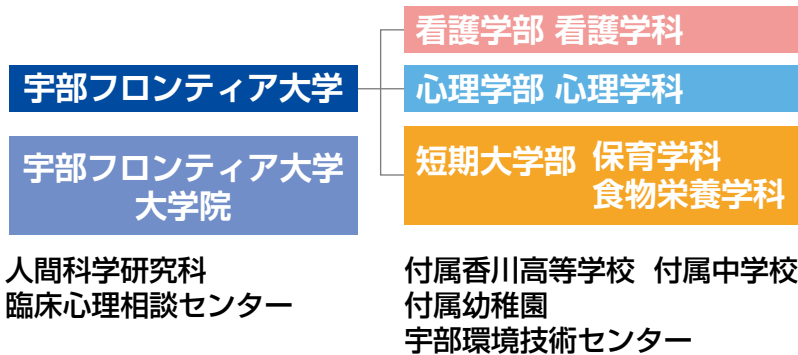 宇部フロンティア大学
看護学部 看護学科
心理学部 心理学科
短期大学部 保育学科
食物栄養学科
宇部フロンティア大学
大学院
人間科学研究科
臨床心理相談センター
付属香川高等学校 付属中学校
付属幼稚園
宇部環境技術センター